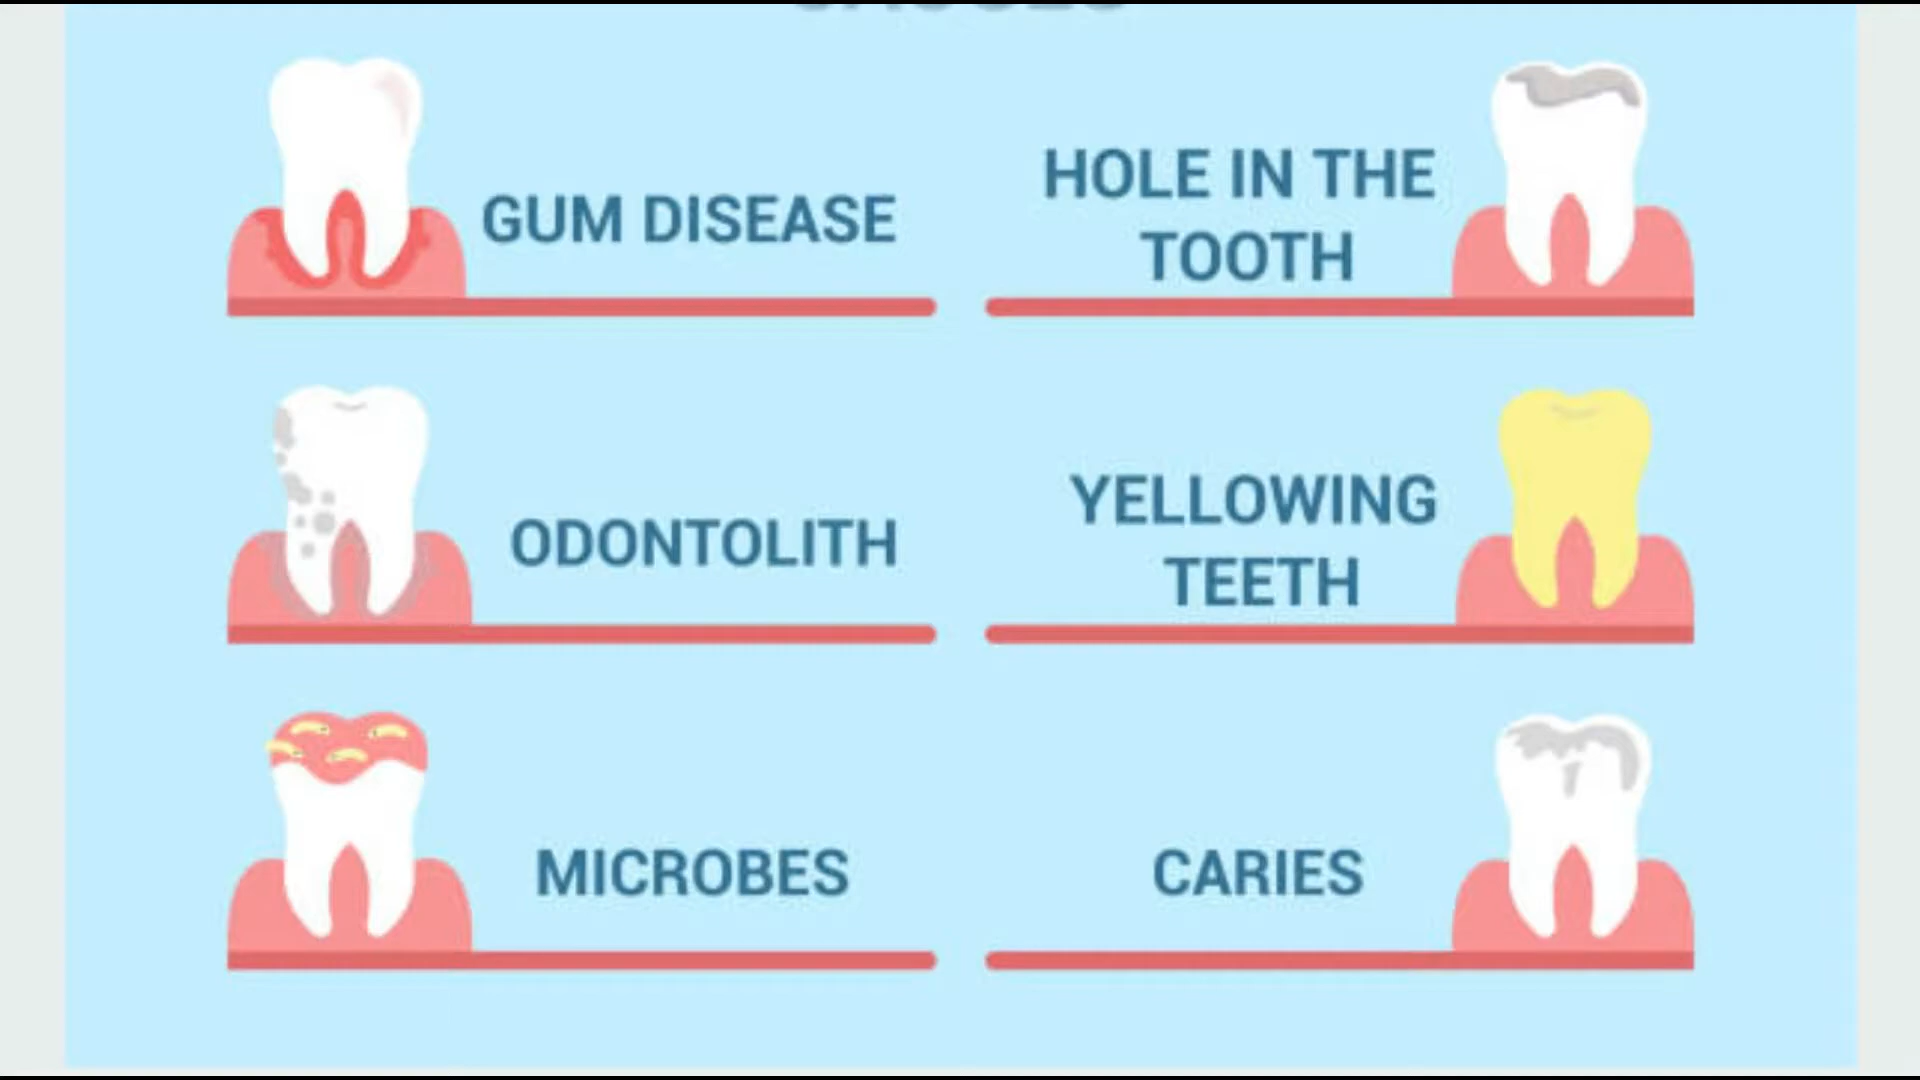 GUM DISEASE
HOLE IN THE
TOOTH
ODONTOLITH
YELLOWING
TEETH
MICROBES
CARIES